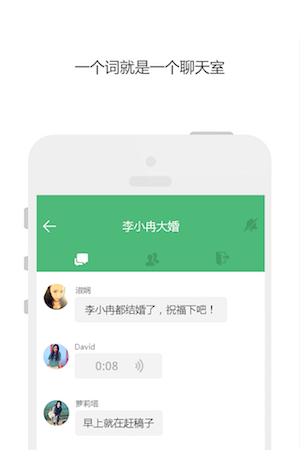 一个词就是一个聊天室
李小冉大婚
淑娴
李小冉都结婚了，祝福下吧！
David
0:08
萝莉塔
早上就在赶稿子